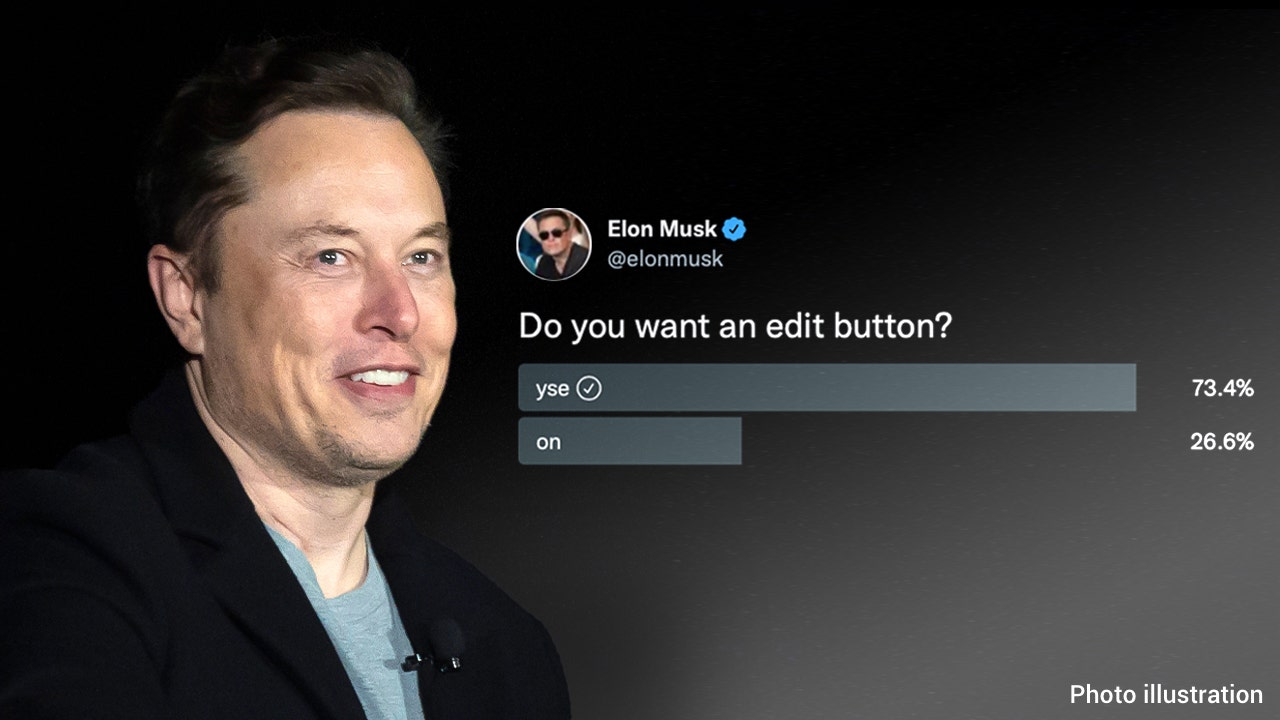 Elon Musk
@elonmusk
Do you want an edit button?
yse 73.4%
on 26.6%
Photo illustration